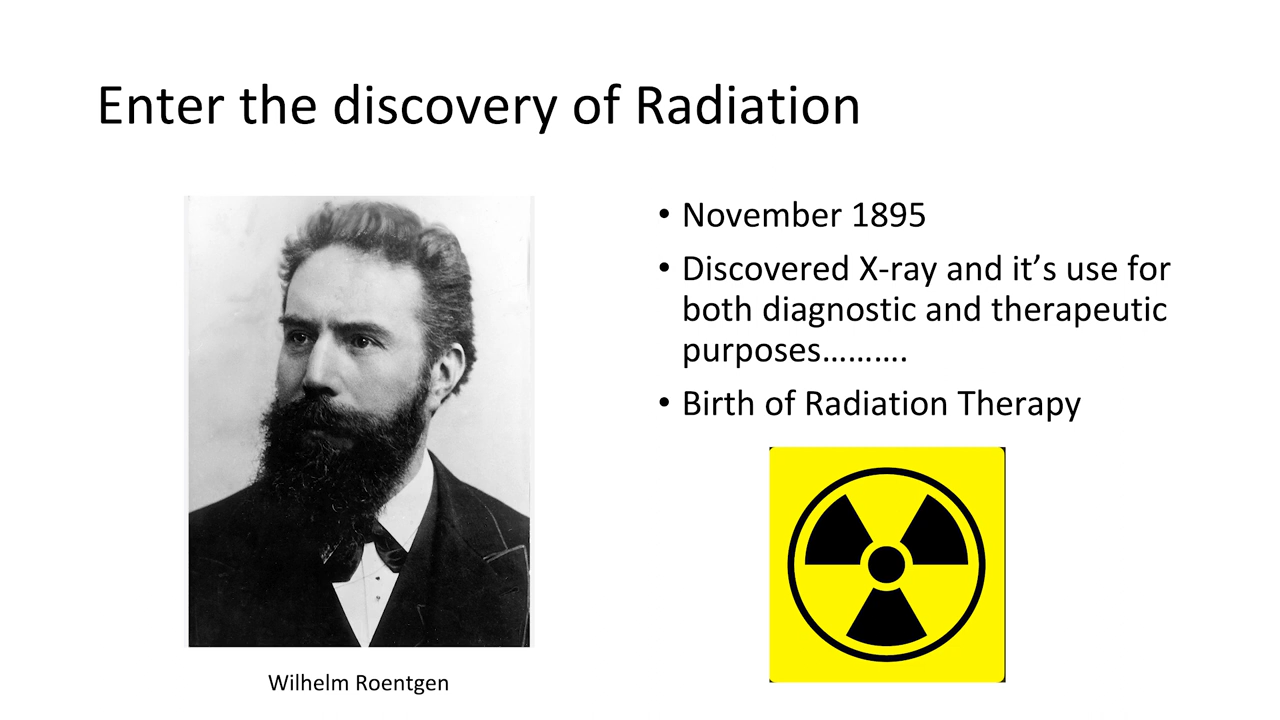 Enter the discovery of Radiation
• November 1895
• Discovered X-ray and it’s use for
both diagnostic and therapeutic
purposes……….
• Birth of Radiation Therapy
Wilhelm Roentgen